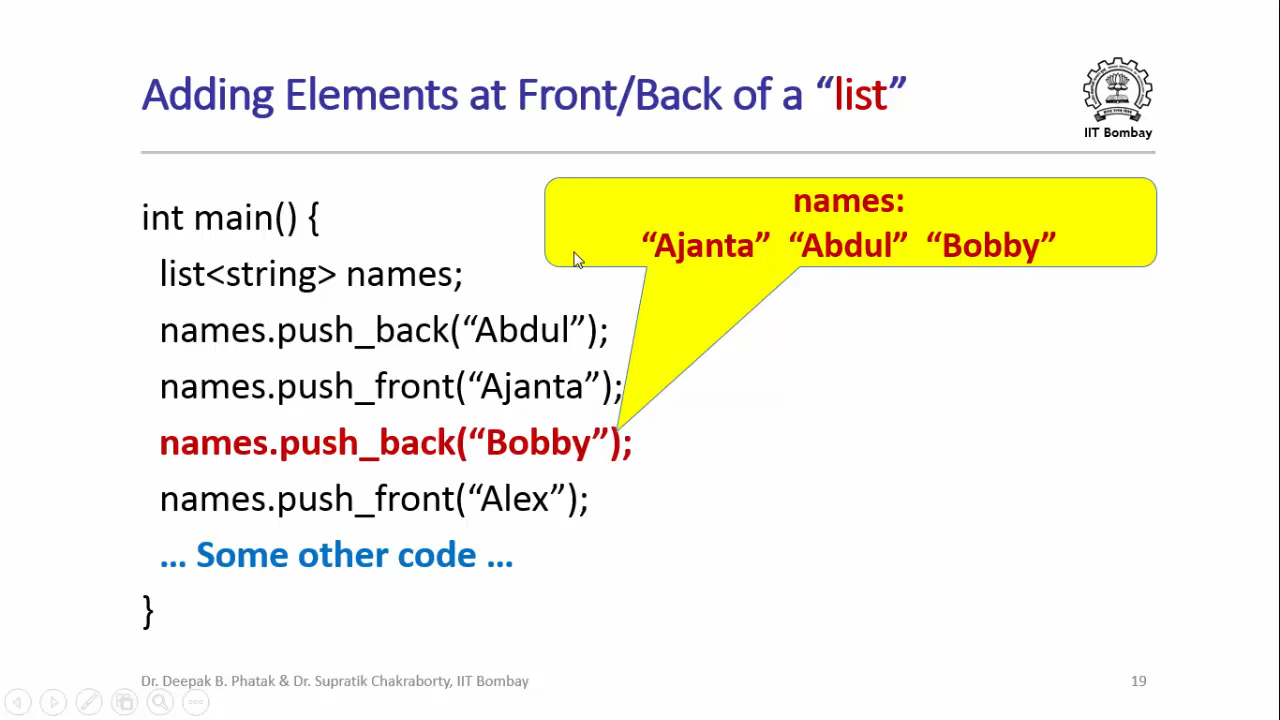 Adding Elements at Front/Back of a “list”
IIT Bombay
int main() {
list<string> names;
names.push_back(“Abdul”);
names.push_front(“Ajanta”);
names.push_back(“Bobby”);
names.push_front(“Alex”);
... Some other code ...
}
names:
“Ajanta” “Abdul” “Bobby”
Dr. Deepak B. Phatak & Dr. Supratik Chakraborty, IIT Bombay
19